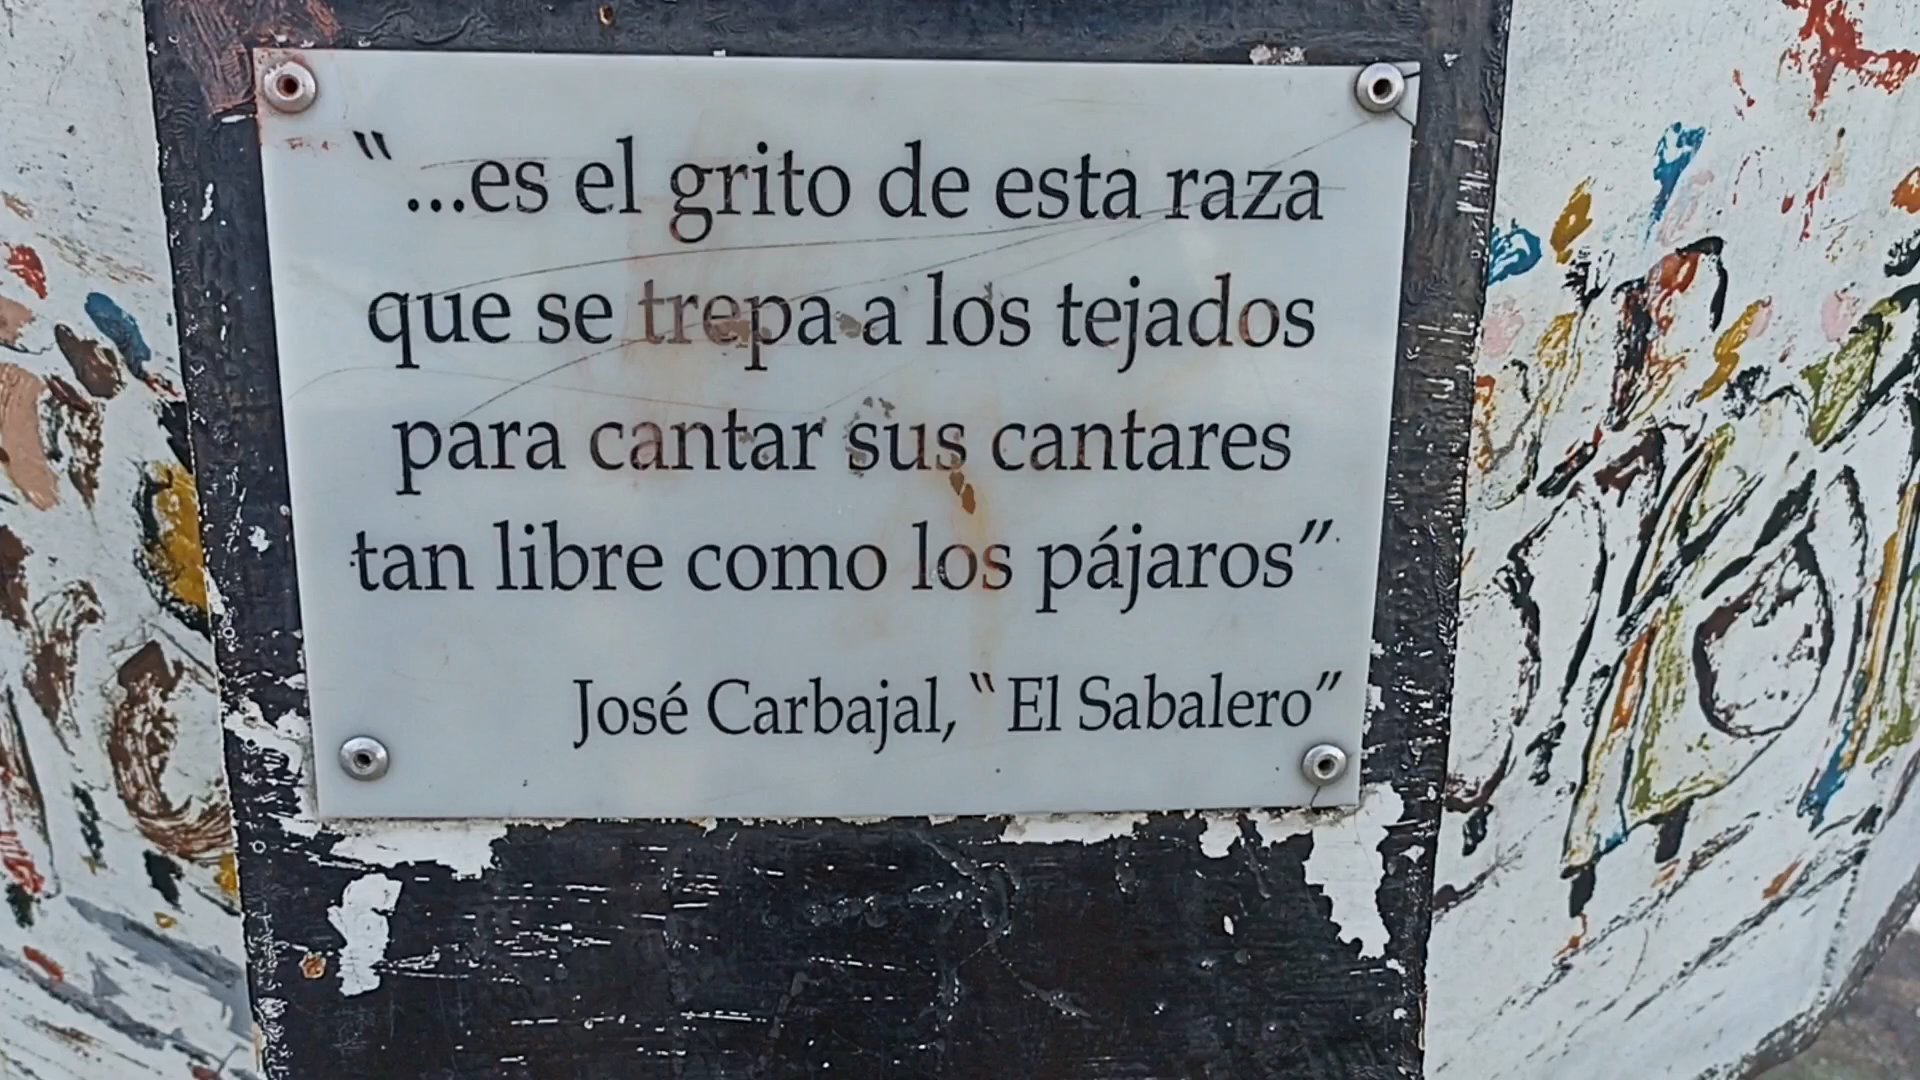 “...es el grito de esta raza
que se trepa a los tejados
para cantar sus cantares
tan libre como los pájaros”
José Carbajal, “El Sabalero”